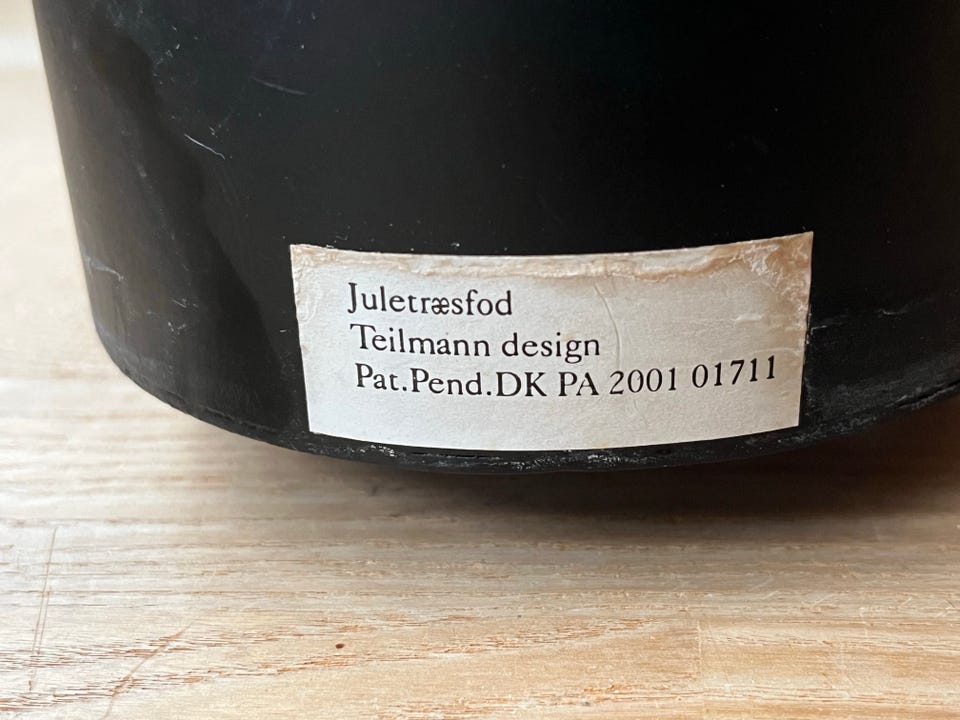 Juletræsfod
Teilmann design
Pat.Pend.DK PA 2001 01711